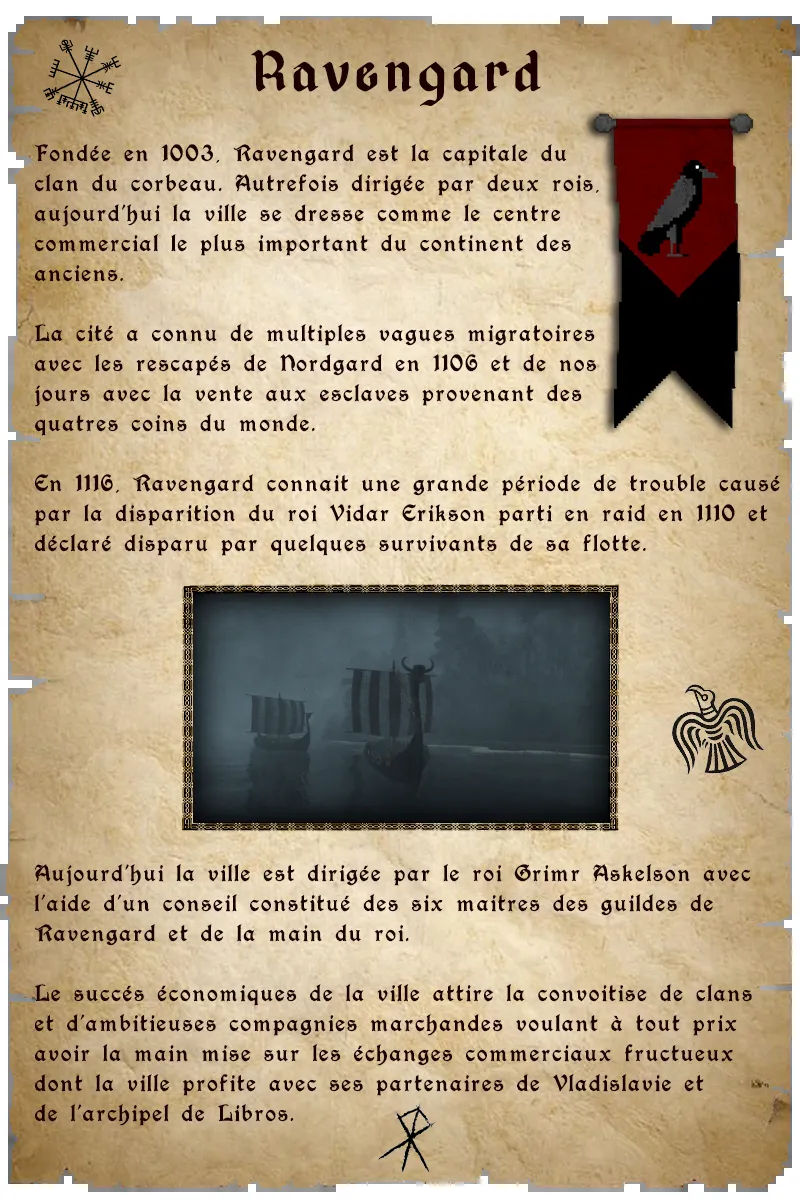 Ravengard
Fondée en 1003, Ravengard est la capitale du
clan du corbeau. Autrefois dirigée par deux rois,
aujourd'hui la ville se dresse comme le centre
commercial le plus important du continent des
anciens.
La cité a connu de multiples vagues migratoires
avec les rescapés de Nordgard en 1106 et de nos
jours avec la vente aux esclaves provenant des
quatres coins du monde.
En 1116, Ravengard connait une grande période de trouble causé
par la disparition du roi Vidar Erikson parti en raid en 1110 et
déclaré disparu par quelques survivants de sa flotte.
Aujourd'hui la ville est dirigée par le roi Grimr Askelson avec
l'aide d'un conseil constitué des six maitres des guildes de
Ravengard et de la main du roi.
Le succés économiques de la ville attire la convoitise de clans
et d'ambitieuses compagnies marchandes voulant à tout prix
avoir la main mise sur les échanges commerciaux fructueux
dont la ville profite avec ses partenaires de Vladislavie et
de l'archipel de Libros.